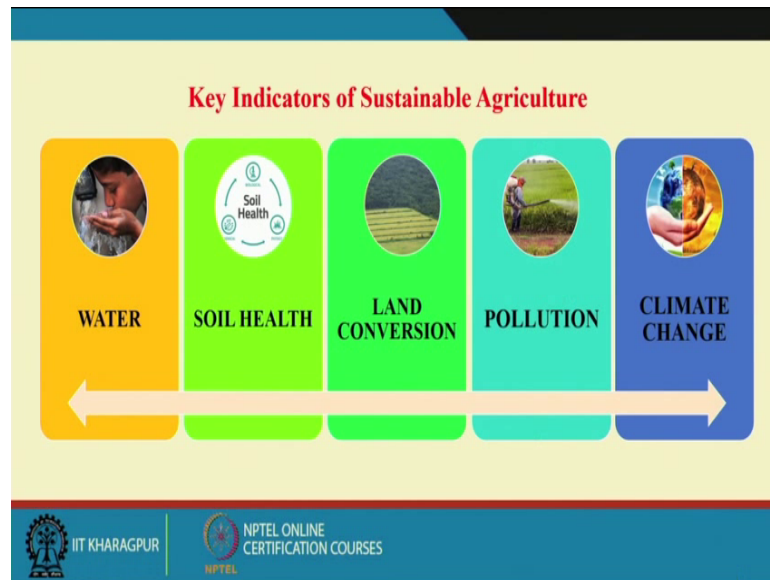 Key Indicators of Sustainable Agriculture
Soil
Health
WATER
SOIL HEALTH
LAND
CONVERSION
POLLUTION
CLIMATE
CHANGE
IIT KHARAGPUR
NPTEL ONLINE
CERTIFICATION COURSES
NPTEL